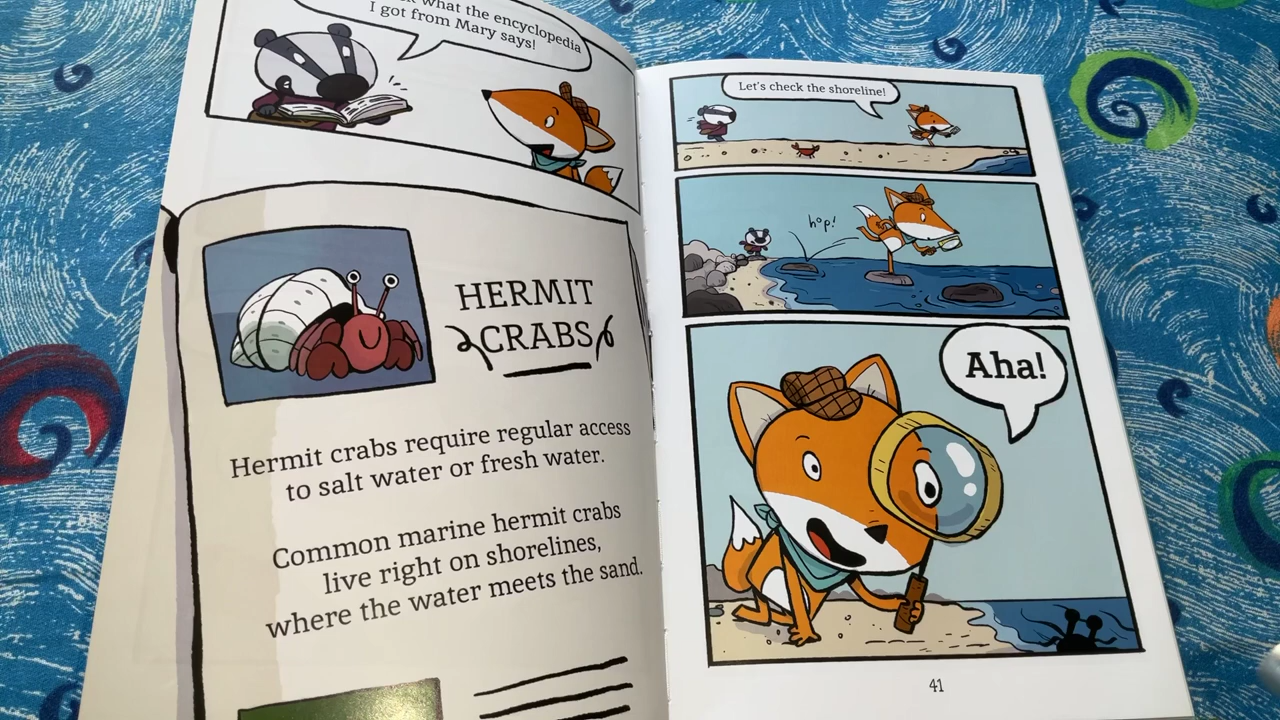 what the encyclopedia
I got from Mary says!
HERMIT
CRABS
Hermit crabs require regular access
to salt water or fresh water.
Common marine hermit crabs
live right on shorelines,
where the water meets the sand.
Let's check the shoreline!
hop!
Aha!
41